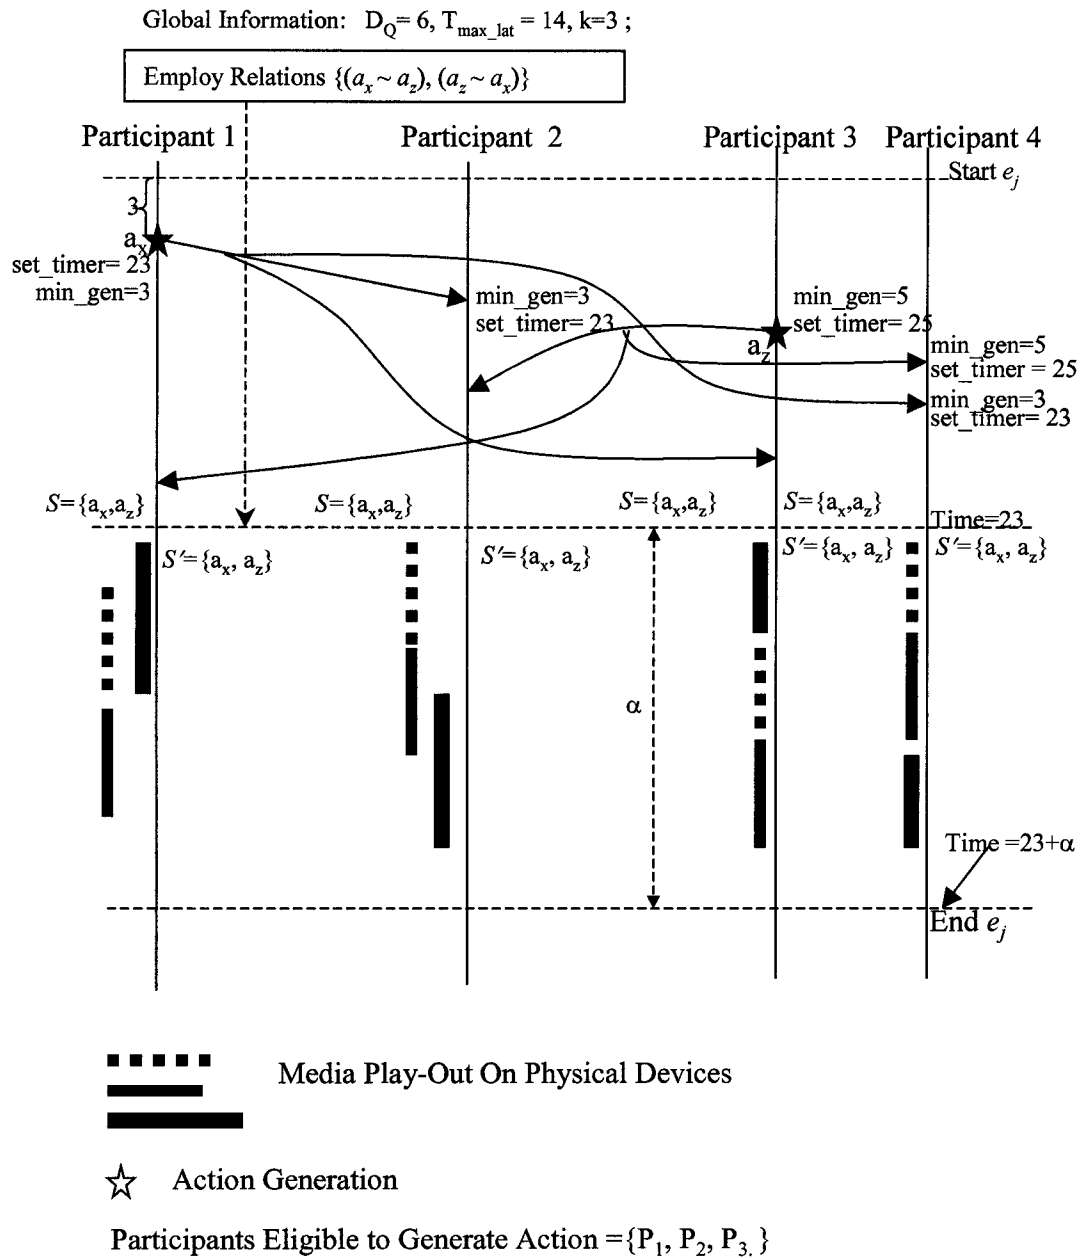 Global Information: D_Q= 6, T_max_lat = 14, k=3 ;
Employ Relations {(a_x ~ a_z), (a_z ~ a_x)}
Participant 1
Participant 2
Participant 3
Participant 4
Start e_j
3
a_x
set_timer= 23
min_gen=3
min_gen=3
set_timer= 23
min_gen=5
set_timer= 25
a_z
min_gen=5
set_timer = 25
min_gen=3
set_timer= 23
S={a_x,a_z}
S={a_x,a_z}
S={a_x,a_z}
S={a_x,a_z}
Time=23
S'={a_x, a_z}
S'={a_x, a_z}
S'={a_x, a_z}
S'={a_x, a_z}
α
Time =23+α
End e_j
Media Play-Out On Physical Devices
Action Generation
Participants Eligible to Generate Action ={P_1, P_2, P_3. }